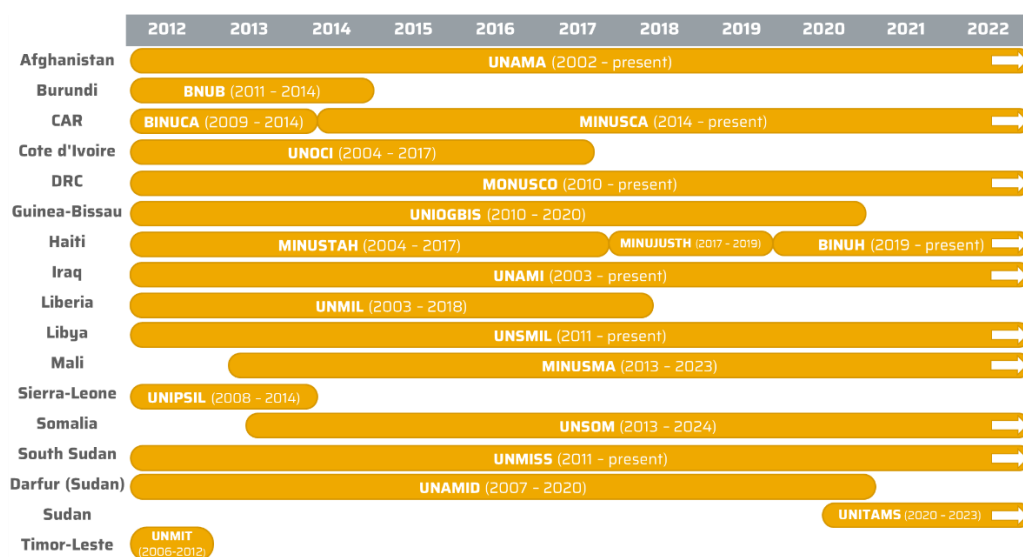 2012 2013 2014 2015 2016 2017 2018 2019 2020 2021 2022
Afghanistan UNAMA (2002 – present)
Burundi BNUB (2011 – 2014)
CAR BINUCA (2009 – 2014) MINUSCA (2014 – present)
Cote d'Ivoire UNOCI (2004 – 2017)
DRC MONUSCO (2010 – present)
Guinea-Bissau UNIOGBIS (2010 – 2020)
Haiti MINUSTAH (2004 – 2017) MINUJUSTH (2017 – 2019) BINUH (2019 – present)
Iraq UNAMI (2003 – present)
Liberia UNMIL (2003 – 2018)
Libya UNSMIL (2011 – present)
Mali MINUSMA (2013 – 2023)
Sierra-Leone UNIPSIL (2008 – 2014)
Somalia UNSOM (2013 – 2024)
South Sudan UNMISS (2011 – present)
Darfur (Sudan) UNAMID (2007 – 2020)
Sudan UNITAMS (2020 – 2023)
Timor-Leste UNMIT
(2006-2012)